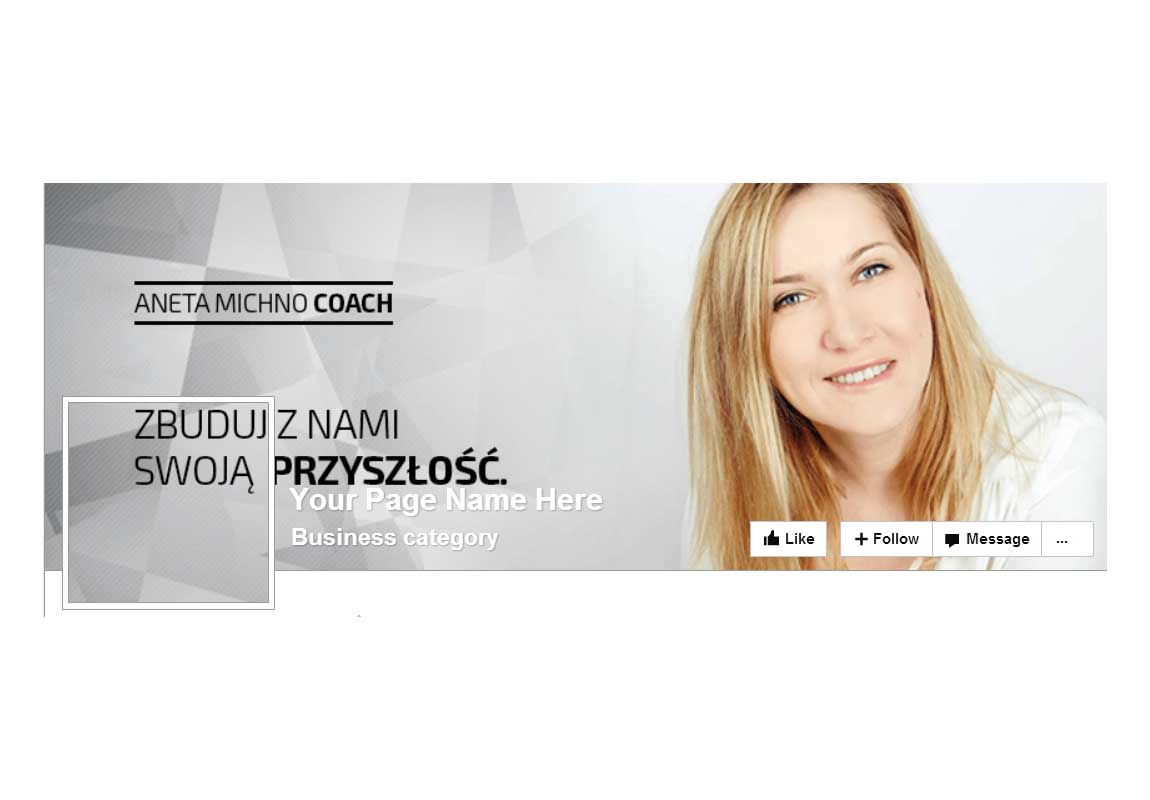 ANETA MICHNO COACH
ZBUDUJ Z NAMI
SWOJĄ PRZYSZŁOŚĆ.
Your Page Name Here
Business category
Like
Follow
Message
...